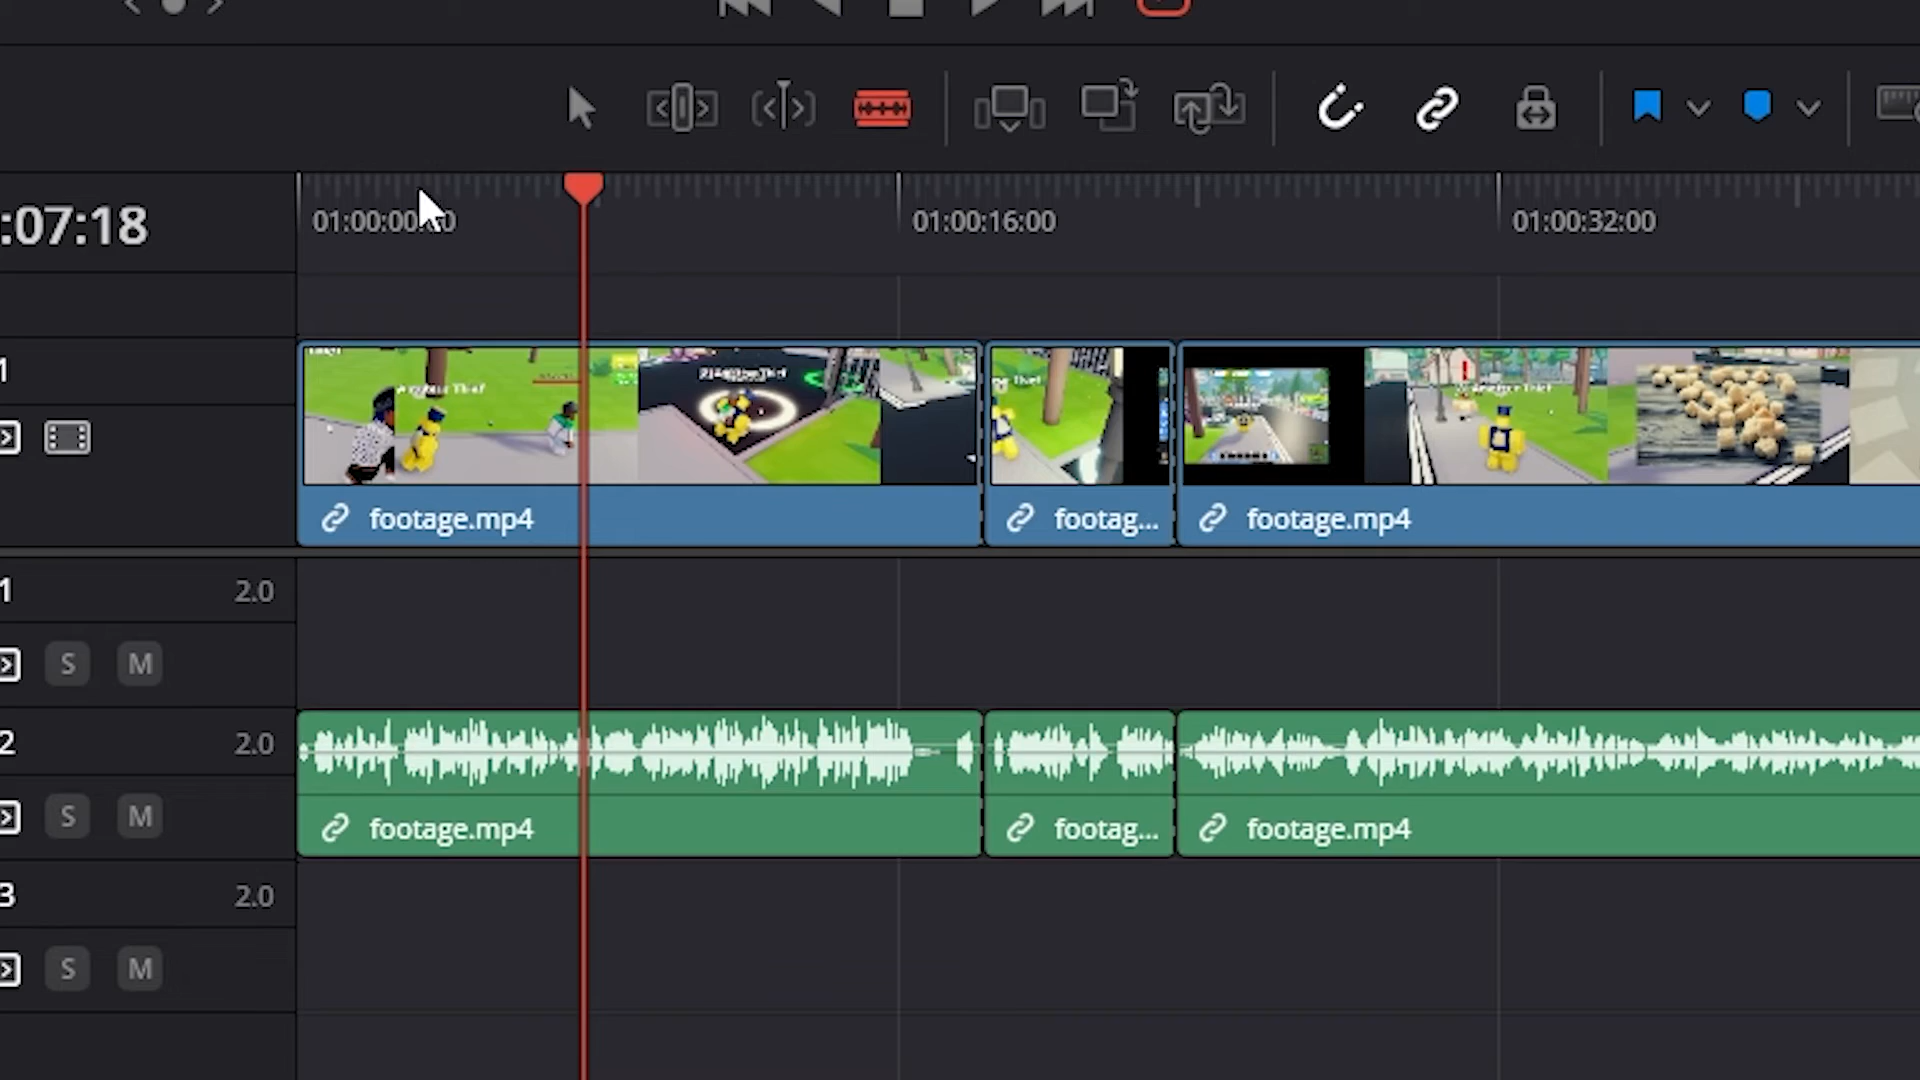 :07:18
01:00:00:00
01:00:16:00
01:00:32:00
1
footage.mp4
footag...
footage.mp4
1 2.0
S M
2 2.0
footage.mp4
footag...
footage.mp4
S M
3 2.0
S M